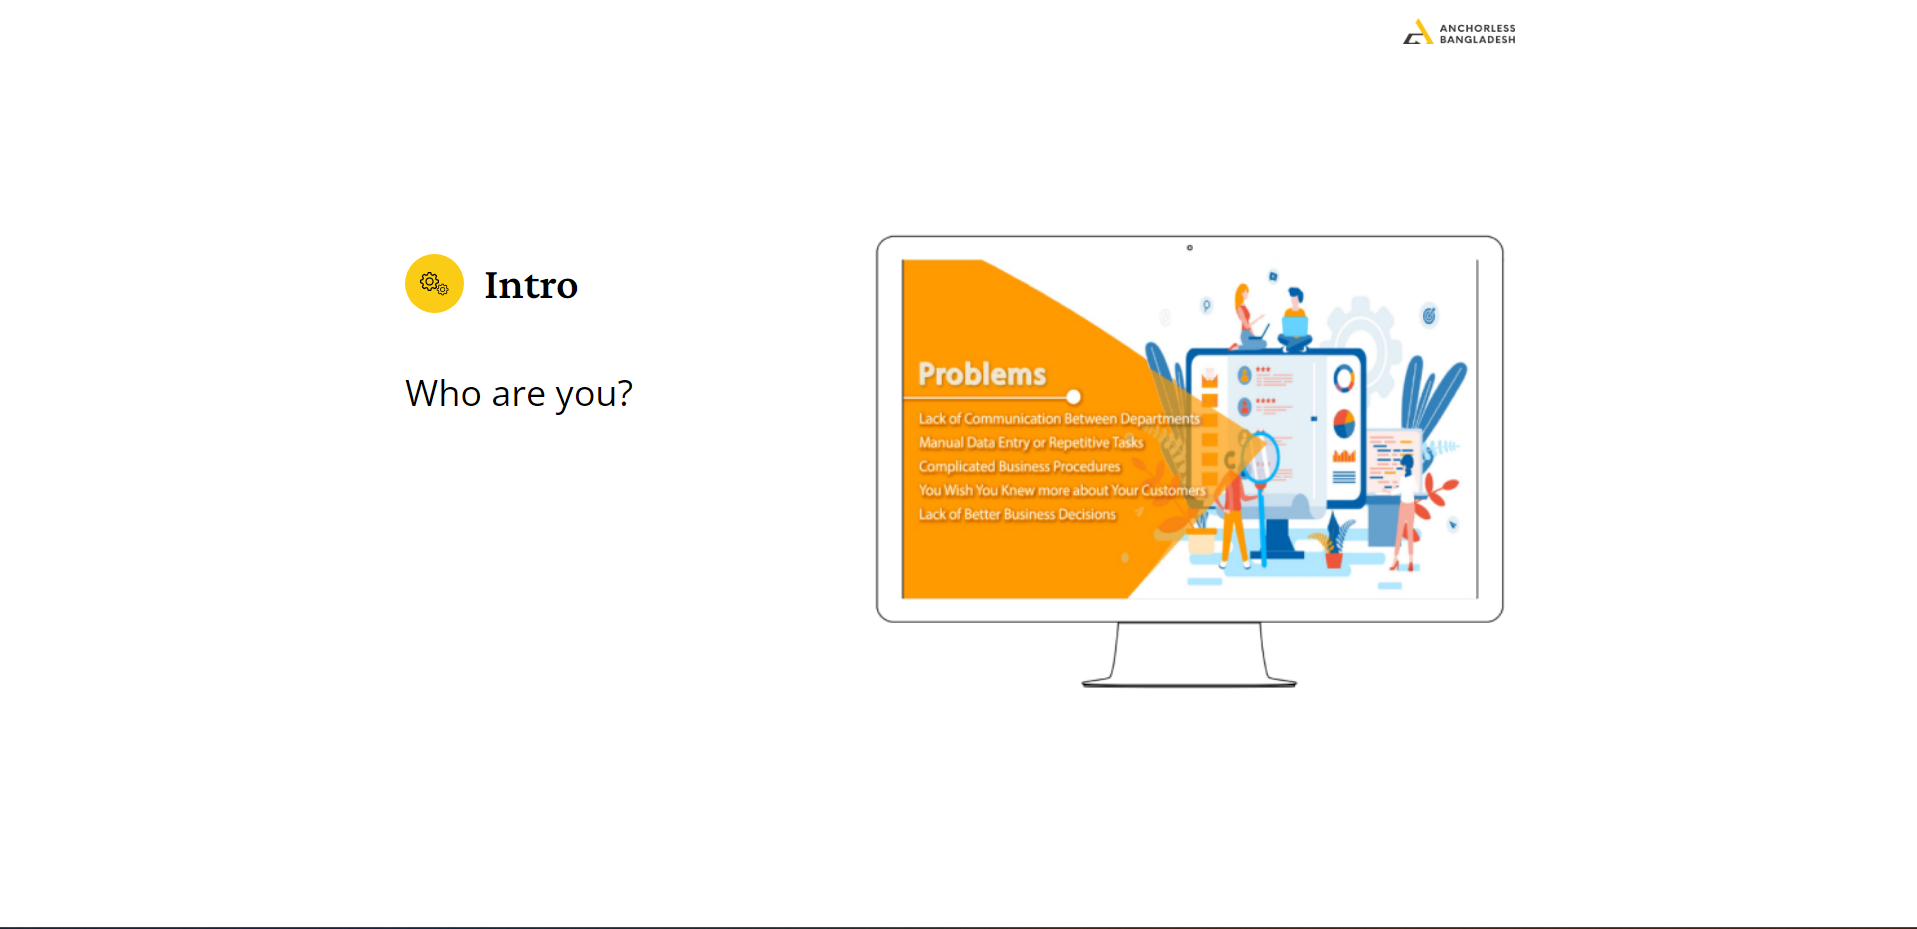 ANCHORLESS
BANGLADESH
Intro
Who are you?
Problems
Lack of Communication Between Departments
Manual Data Entry or Repetitive Tasks
Complicated Business Procedures
You Wish You Knew more about Your Customers
Lack of Better Business Decisions